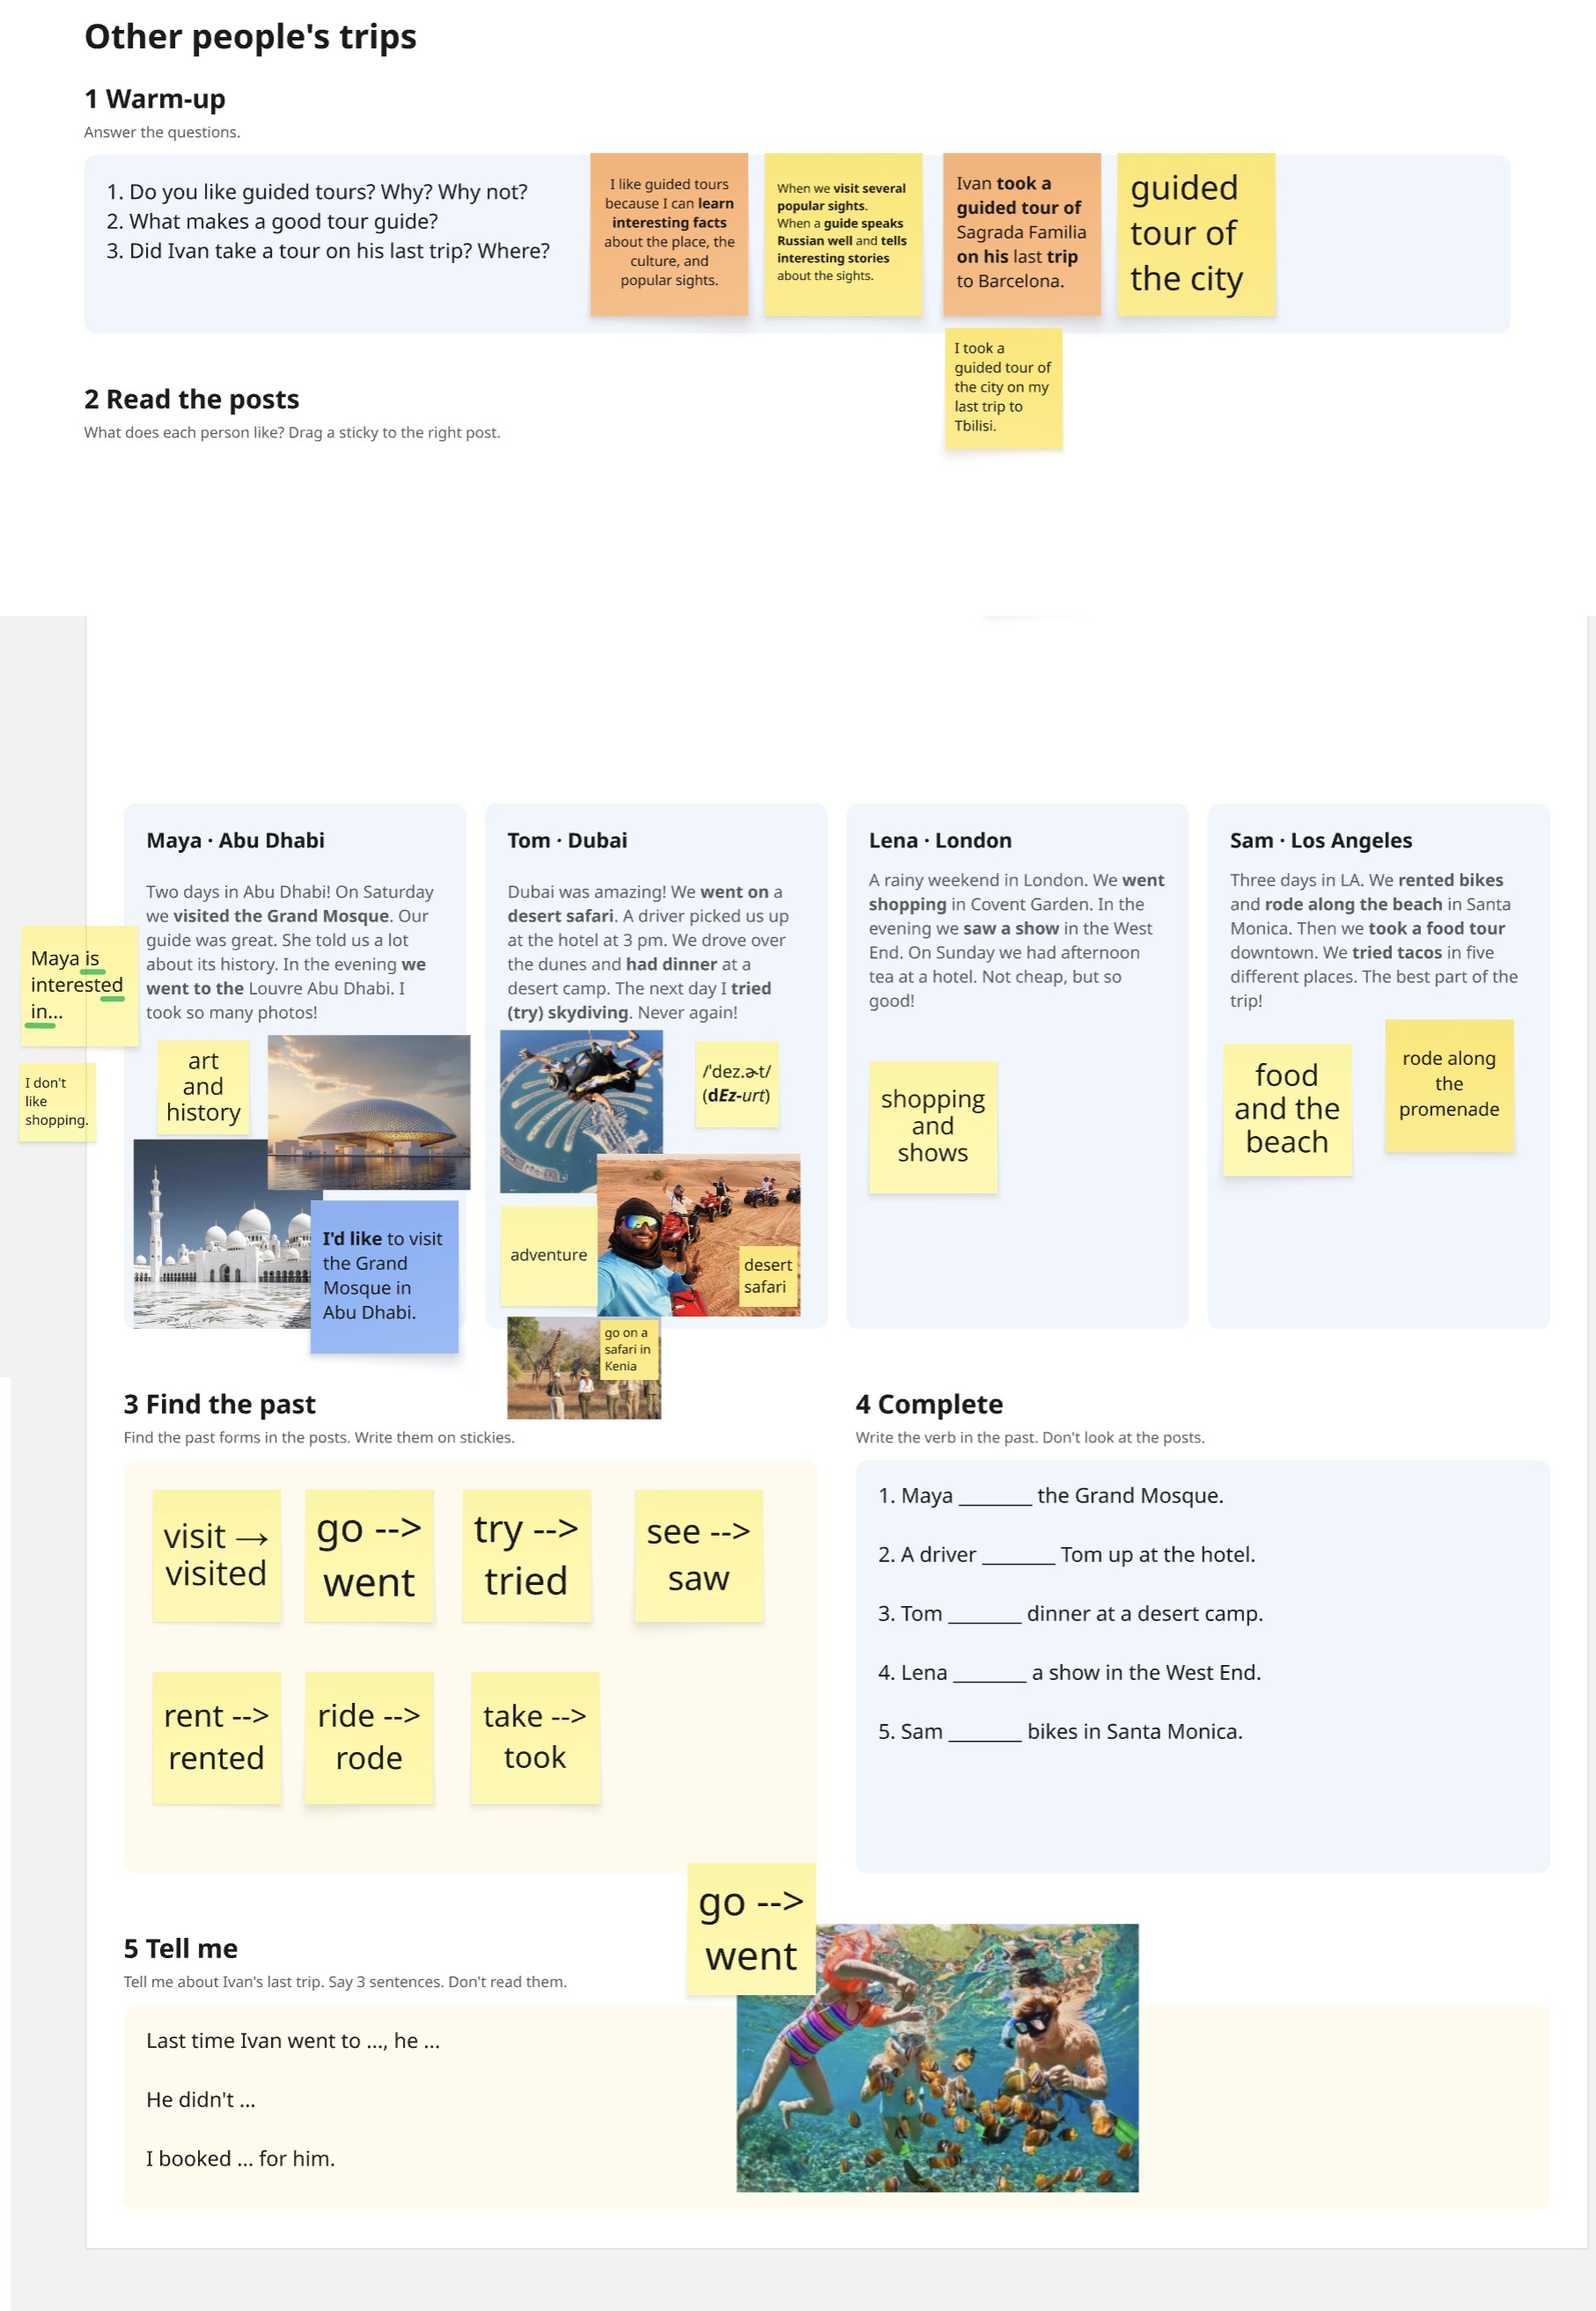 Other people's trips
1 Warm-up
Answer the questions.
1. Do you like guided tours? Why? Why not?
2. What makes a good tour guide?
3. Did Ivan take a tour on his last trip? Where?
I like guided tours
because I can learn
interesting facts
about the place, the
culture, and
popular sights.
When we visit several
popular sights.
When a guide speaks
Russian well and tells
interesting stories
about the sights.
Ivan took a
guided tour of
Sagrada Familia
on his last trip
to Barcelona.
guided
tour of
the city
I took a
guided tour of
the city on my
last trip to
Tbilisi.
2 Read the posts
What does each person like? Drag a sticky to the right post.
Maya · Abu Dhabi
Two days in Abu Dhabi! On Saturday
we visited the Grand Mosque. Our
guide was great. She told us a lot
about its history. In the evening we
went to the Louvre Abu Dhabi. I
took so many photos!
Maya is
interested
in...
I don't
like
shopping.
art
and
history
I'd like to visit
the Grand
Mosque in
Abu Dhabi.
Tom · Dubai
Dubai was amazing! We went on a
desert safari. A driver picked us up
at the hotel at 3 pm. We drove over
the dunes and had dinner at a
desert camp. The next day I tried
(try) skydiving. Never again!
/ˈdez.ɚt/
(dEz-urt)
adventure
desert
safari
go on a
safari in
Kenia
Lena · London
A rainy weekend in London. We went
shopping in Covent Garden. In the
evening we saw a show in the West
End. On Sunday we had afternoon
tea at a hotel. Not cheap, but so
good!
shopping
and
shows
Sam · Los Angeles
Three days in LA. We rented bikes
and rode along the beach in Santa
Monica. Then we took a food tour
downtown. We tried tacos in five
different places. The best part of the
trip!
food
and the
beach
rode along
the
promenade
3 Find the past
Find the past forms in the posts. Write them on stickies.
visit →
visited
go -->
went
try -->
tried
see -->
saw
rent -->
rented
ride -->
rode
take -->
took
4 Complete
Write the verb in the past. Don't look at the posts.
1. Maya _______ the Grand Mosque.
2. A driver _______ Tom up at the hotel.
3. Tom _______ dinner at a desert camp.
4. Lena _______ a show in the West End.
5. Sam _______ bikes in Santa Monica.
go -->
went
5 Tell me
Tell me about Ivan's last trip. Say 3 sentences. Don't read them.
Last time Ivan went to ..., he ...
He didn't ...
I booked ... for him.